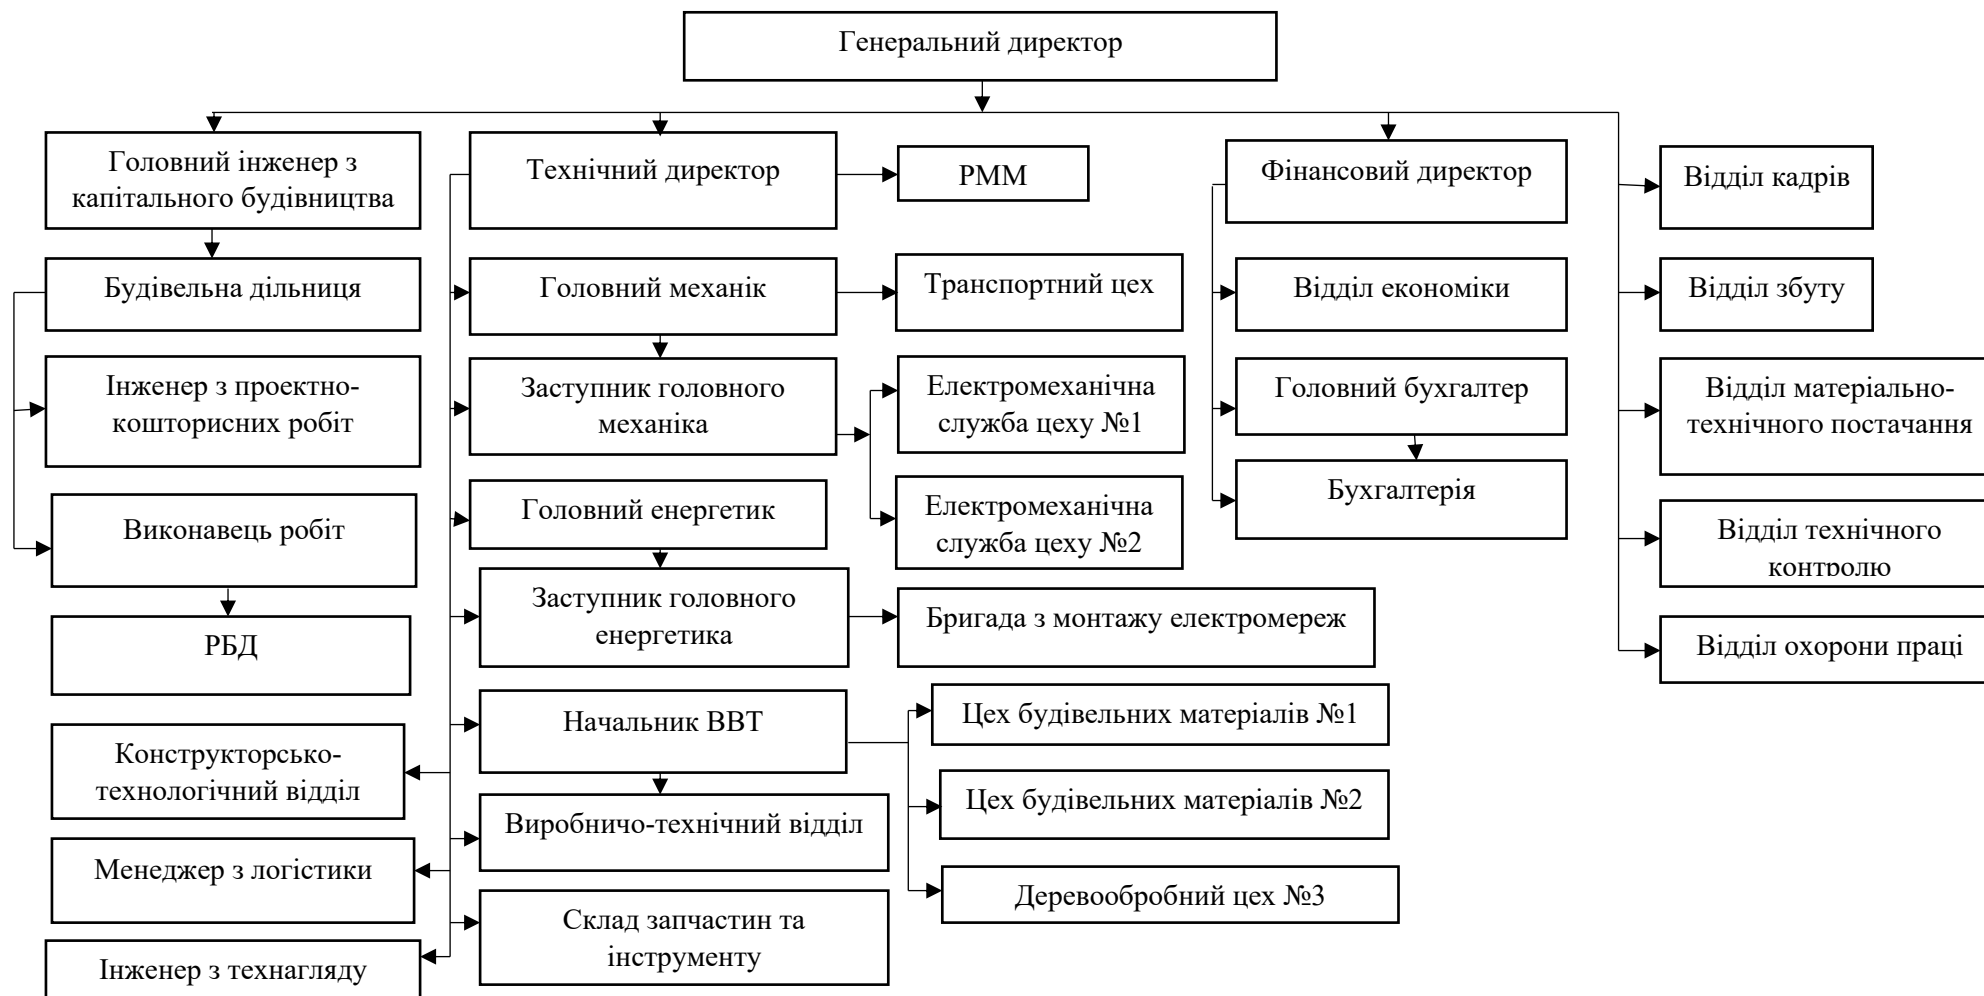 Генеральний директор
Головний інженер з
капітального будівництва
Технічний директор
РММ
Фінансовий директор
Відділ кадрів
Будівельна дільниця
Головний механік
Транспортний цех
Відділ економіки
Відділ збуту
Інженер з проектно-
кошторисних робіт
Заступник головного
механіка
Електромеханічна
служба цеху №1
Головний бухгалтер
Відділ матеріально-
технічного постачання
Виконавець робіт
Головний енергетик
Електромеханічна
служба цеху №2
Бухгалтерія
Відділ технічного
контролю
РБД
Заступник головного
енергетика
Бригада з монтажу електромереж
Відділ охорони праці
Конструкторсько-
технологічний відділ
Начальник ВВТ
Цех будівельних матеріалів №1
Виробничо-технічний відділ
Цех будівельних матеріалів №2
Менеджер з логістики
Склад запчастин та
інструменту
Деревообробний цех №3
Інженер з технагляду